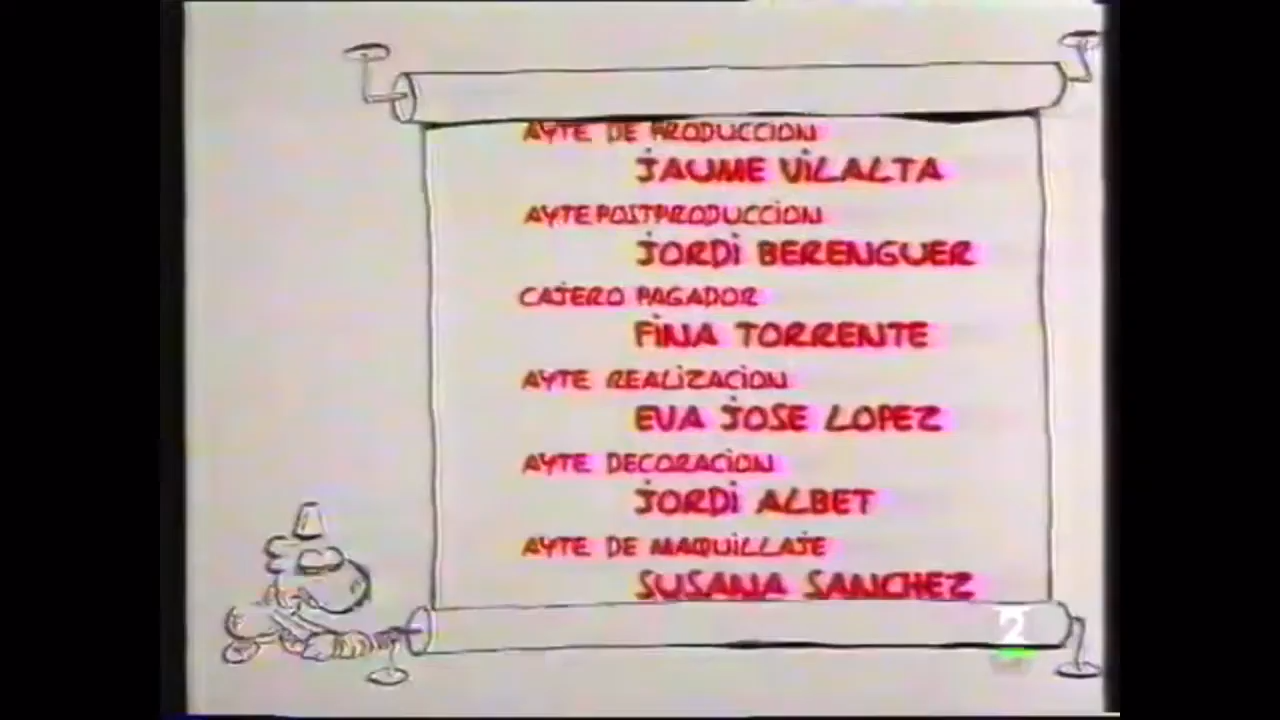 AYTE DE PRODUCCION
JAUME VILALTA
AYTE POSTPRODUCCION
JORDI BERENGUER
CAJERO PAGADOR
FINA TORRENTE
AYTE REALIZACION
EVA JOSE LOPEZ
AYTE DECORACION
JORDI ALBET
AYTE DE MAQUILLAJE
SUSANA SANCHEZ
2